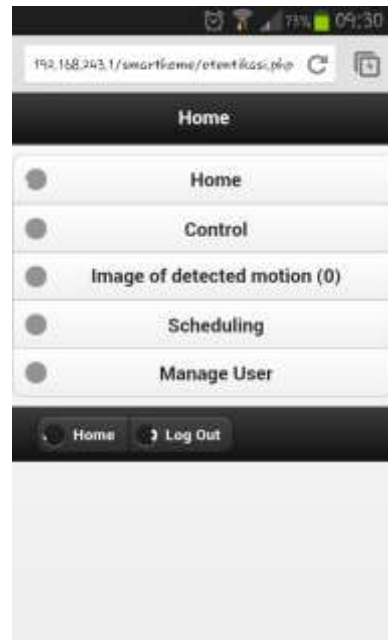 73% 09:30
192.168.243.1/smarthome/otentikasi.php
Home
Home
Control
Image of detected motion (0)
Scheduling
Manage User
Home Log Out